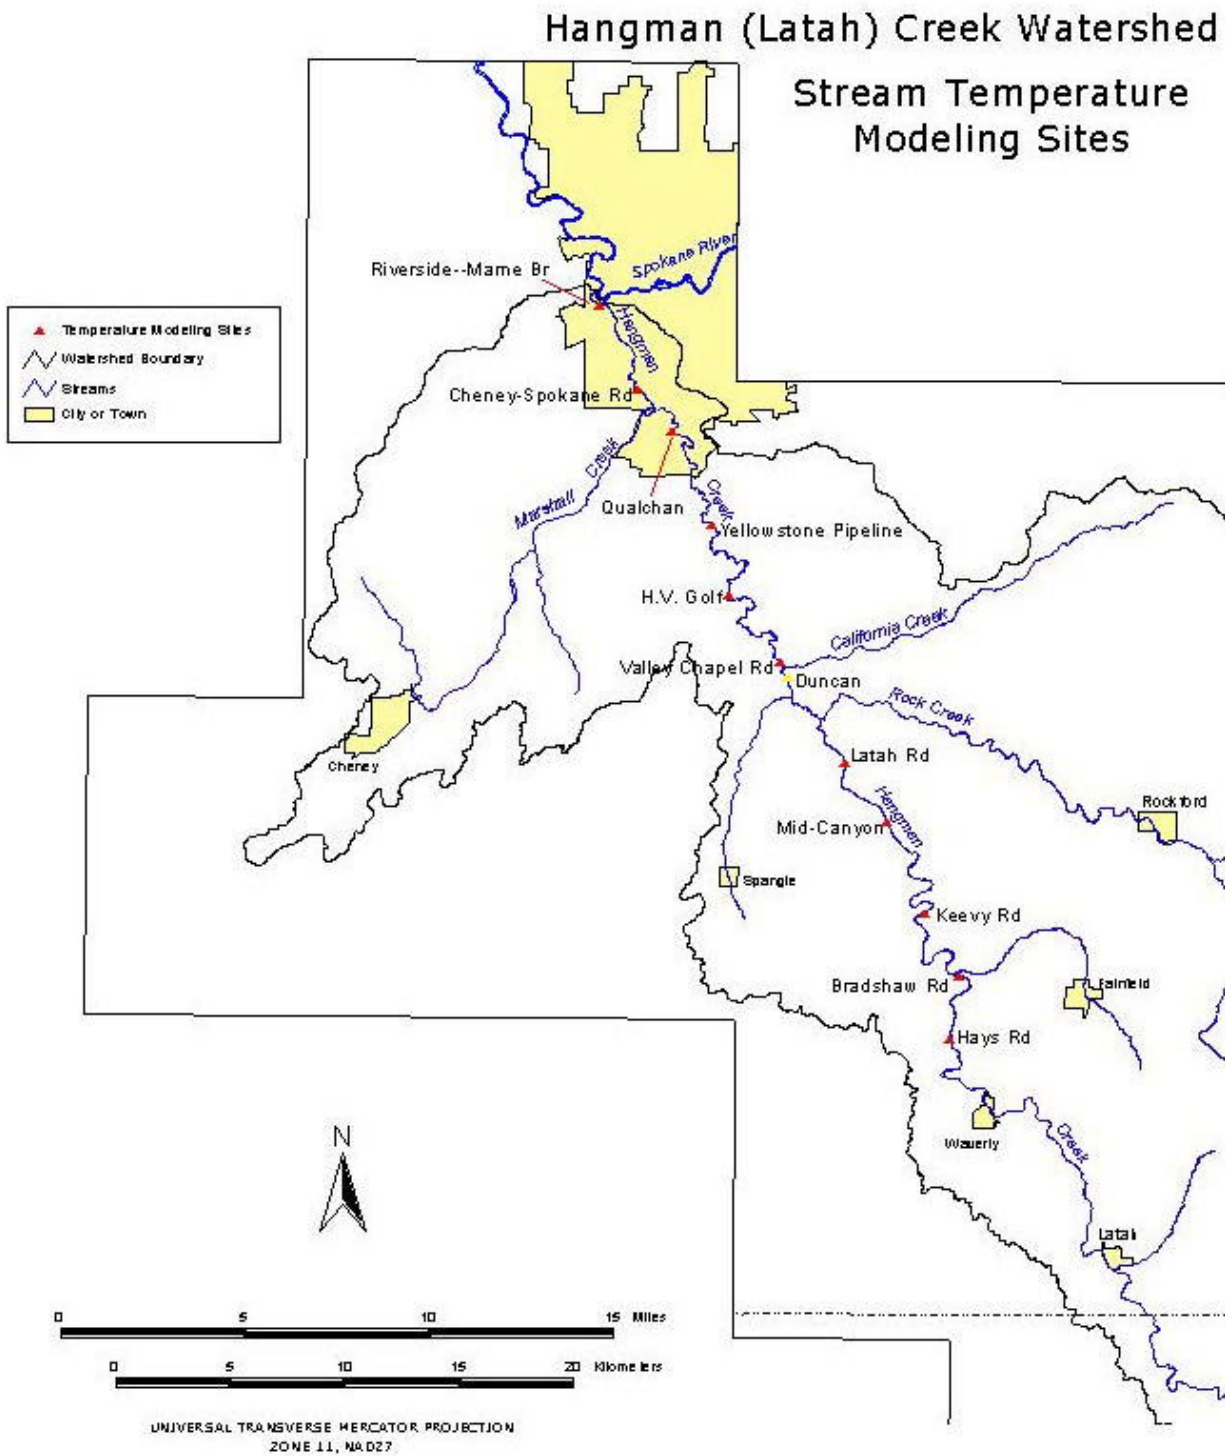 Hangman (Latah) Creek Watershed
Stream Temperature
Modeling Sites
Spokane River
Riverside--Marne Br
Hangman
Temperature Modeling Sites
Watershed Boundary
Streams
City or Town
Cheney-Spokane Rd
Creek
Marshall
Creek
Qualchan
Yellowstone Pipeline
H.V. Golf
California Creek
Valley Chapel Rd
Duncan
Rock Creek
Latah Rd
Cheney
Hangman
Rockford
Mid-Canyon
Spangle
Keevy Rd
Bradshaw Rd
Fairfield
Hays Rd
Waverly
Creek
N
Latah
0 5 10 15 Miles
0 5 10 15 20 Kilometers
UNIVERSAL TRANSVERSE MERCATOR PROJECTION
ZONE 11, NAD27